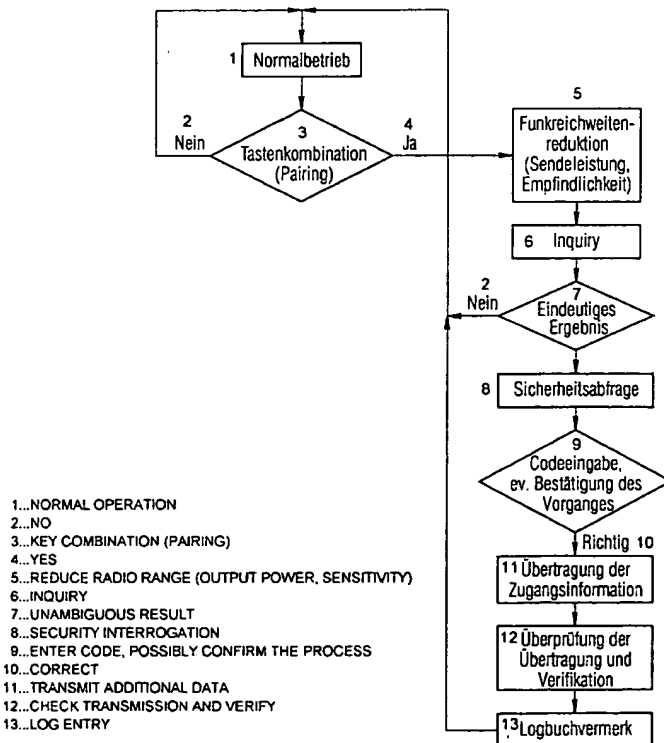 1 Normalbetrieb
2
Nein
3
Tastenkombination
(Pairing)
4
Ja
5
Funkreichweiten-
reduktion
(Sendeleistung,
Empfindlichkeit)
6 Inquiry
2
Nein
7
Eindeutiges
Ergebnis
8 Sicherheitsabfrage
9
Codeeingabe,
ev. Bestätigung des
Vorganges
Richtig 10
11 Übertragung der
Zugangsinformation
12 Überprüfung der
Übertragung und
Verifikation
13 Logbuchvermerk
1...NORMAL OPERATION
2...NO
3...KEY COMBINATION (PAIRING)
4...YES
5...REDUCE RADIO RANGE (OUTPUT POWER, SENSITIVITY)
6...INQUIRY
7...UNAMBIGUOUS RESULT
8...SECURITY INTERROGATION
9...ENTER CODE, POSSIBLY CONFIRM THE PROCESS
10...CORRECT
11...TRANSMIT ADDITIONAL DATA
12...CHECK TRANSMISSION AND VERIFY
13...LOG ENTRY